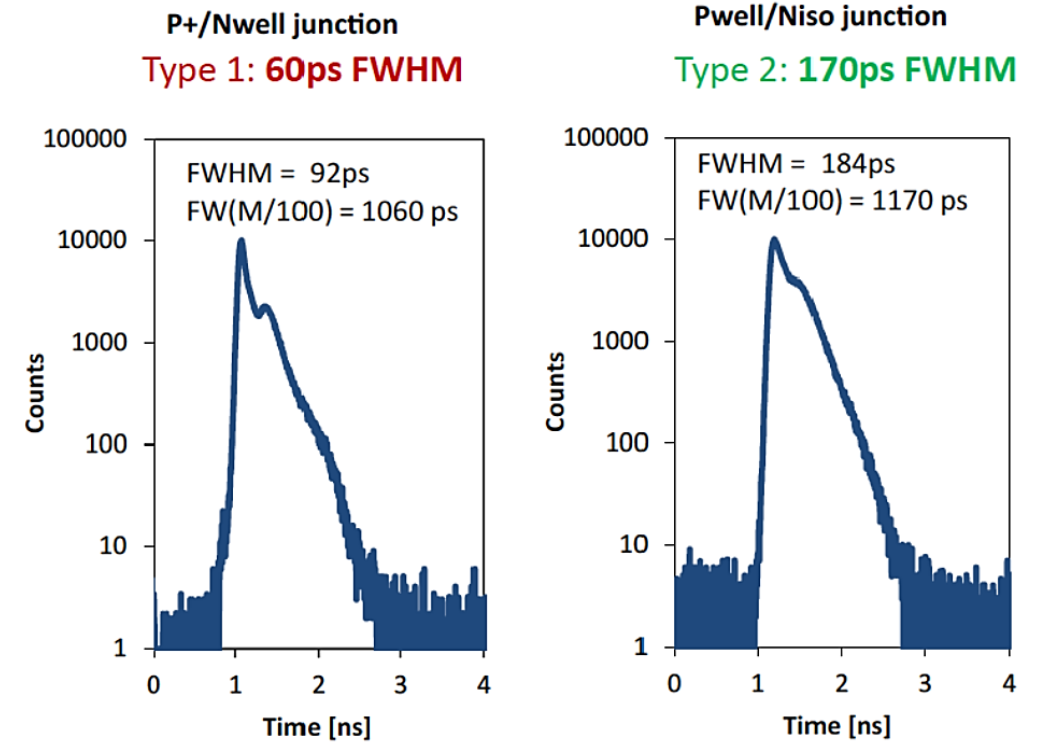 P+/Nwell junction
Type 1: 60ps FWHM
100000
10000
1000
100
10
1
Counts
FWHM = 92ps
FW(M/100) = 1060 ps
0 1 2 3 4
Time [ns]
Pwell/Niso junction
Type 2: 170ps FWHM
100000
10000
1000
100
10
1
Counts
FWHM = 184ps
FW(M/100) = 1170 ps
0 1 2 3 4
Time [ns]